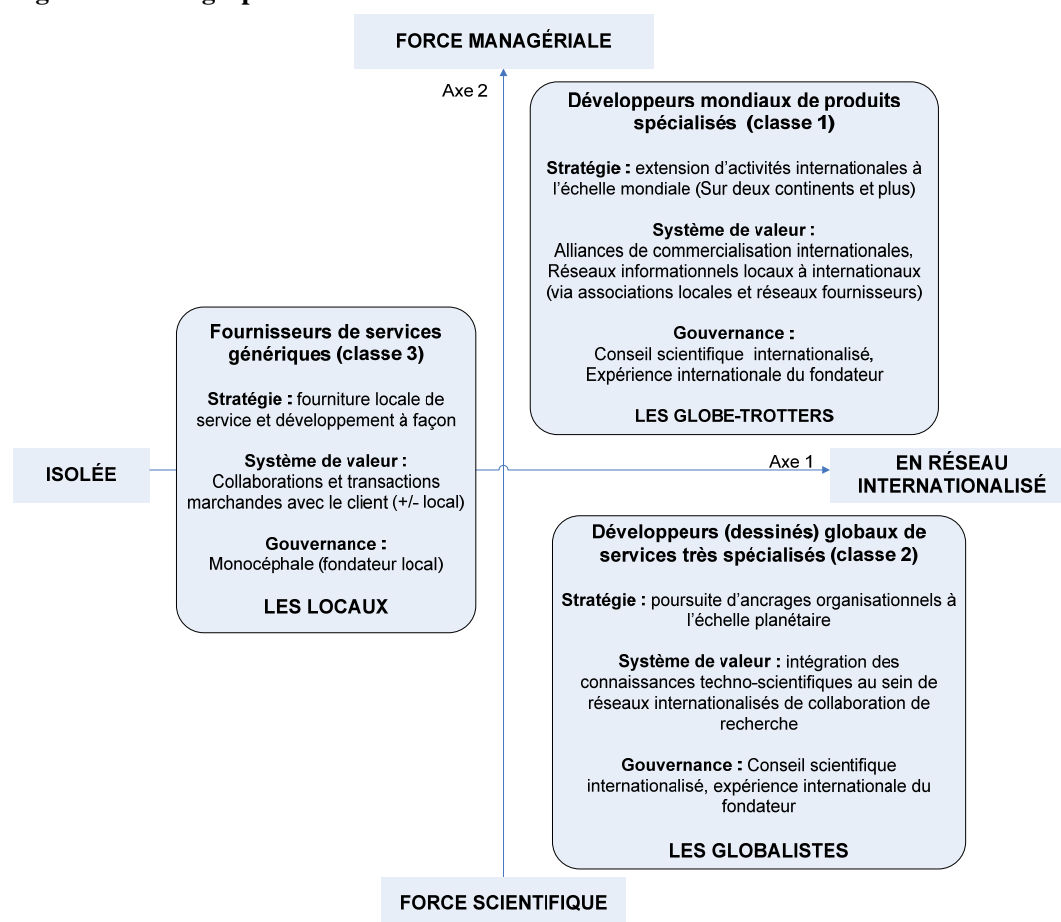 FORCE MANAGÉRIALE
Axe 2
Développeurs mondiaux de produits
spécialisés (classe 1)
Stratégie : extension d'activités internationales à
l'échelle mondiale (Sur deux continents et plus)
Système de valeur :
Alliances de commercialisation internationales,
Réseaux informationnels locaux à internationaux
(via associations locales et réseaux fournisseurs)
Gouvernance :
Conseil scientifique internationalisé,
Expérience internationale du fondateur
LES GLOBE-TROTTERS
Fournisseurs de services
génériques (classe 3)
Stratégie : fourniture locale de
service et développement à façon
Système de valeur :
Collaborations et transactions
marchandes avec le client (+/- local)
Gouvernance :
Monocéphale (fondateur local)
LES LOCAUX
ISOLÉE
Axe 1
EN RÉSEAU
INTERNATIONALISÉ
Développeurs (dessinés) globaux de
services très spécialisés (classe 2)
Stratégie : poursuite d'ancrages organisationnels à
l'échelle planétaire
Système de valeur : intégration des
connaissances techno-scientifiques au sein de
réseaux internationalisés de collaboration de
recherche
Gouvernance : Conseil scientifique
internationalisé, expérience internationale du
fondateur
LES GLOBALISTES
FORCE SCIENTIFIQUE